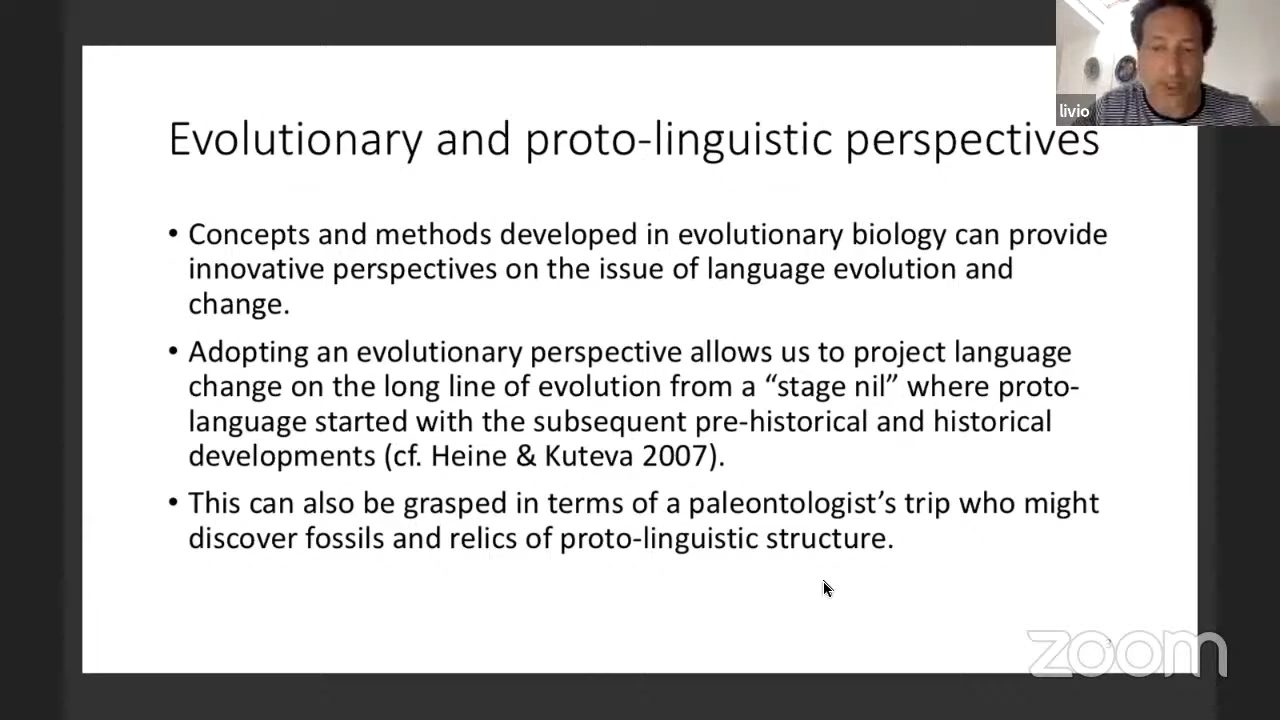 livio
Evolutionary and proto-linguistic perspectives
• Concepts and methods developed in evolutionary biology can provide
innovative perspectives on the issue of language evolution and
change.
• Adopting an evolutionary perspective allows us to project language
change on the long line of evolution from a “stage nil” where proto-
language started with the subsequent pre-historical and historical
developments (cf. Heine & Kuteva 2007).
• This can also be grasped in terms of a paleontologist’s trip who might
discover fossils and relics of proto-linguistic structure.
zoom